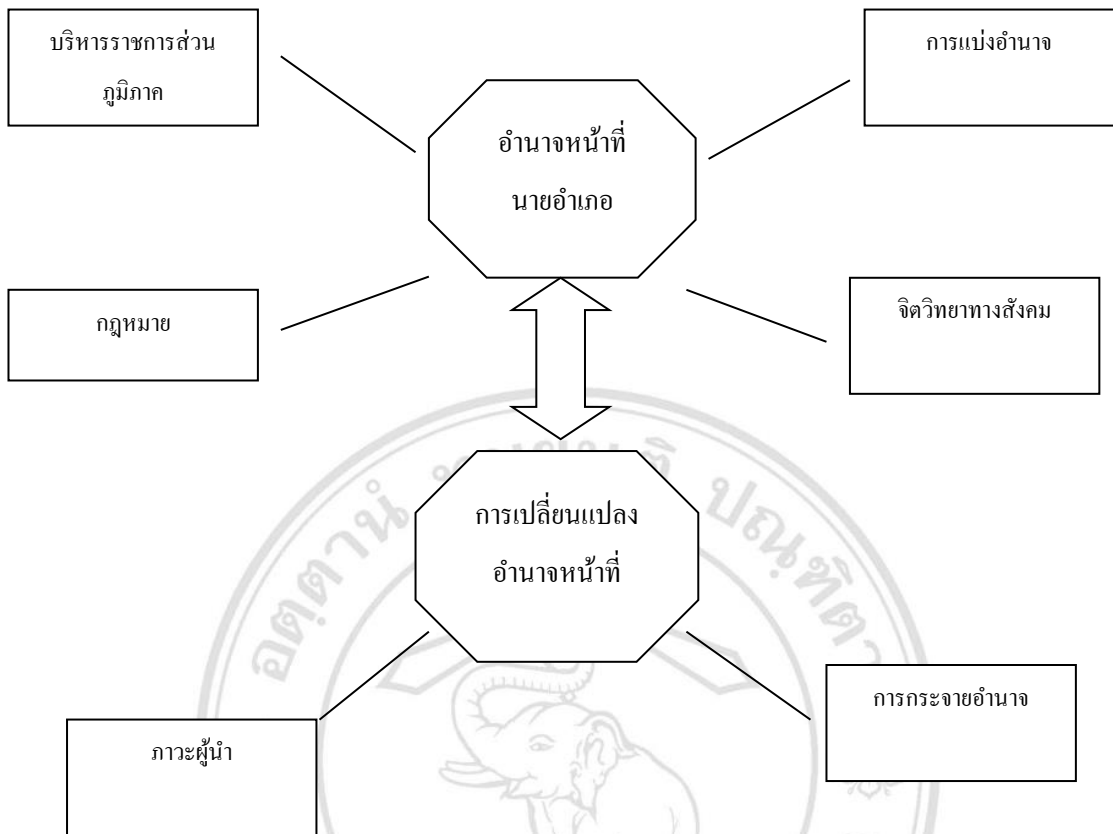 บริหารราชการส่วน
ภูมิภาค
การแบ่งอำนาจ
อำนาจหน้าที่
นายอำเภอ
กฎหมาย
จิตวิทยาทางสังคม
การเปลี่ยนแปลง
อำนาจหน้าที่
การกระจายอำนาจ
ภาวะผู้นำ